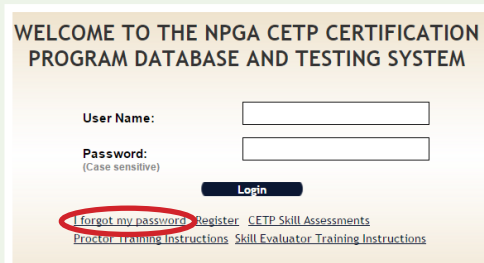 WELCOME TO THE NPGA CETP CERTIFICATION
PROGRAM DATABASE AND TESTING SYSTEM
User Name:
Password:
(Case sensitive)
Login
I forgot my password Register CETP Skill Assessments
Proctor Training Instructions Skill Evaluator Training Instructions